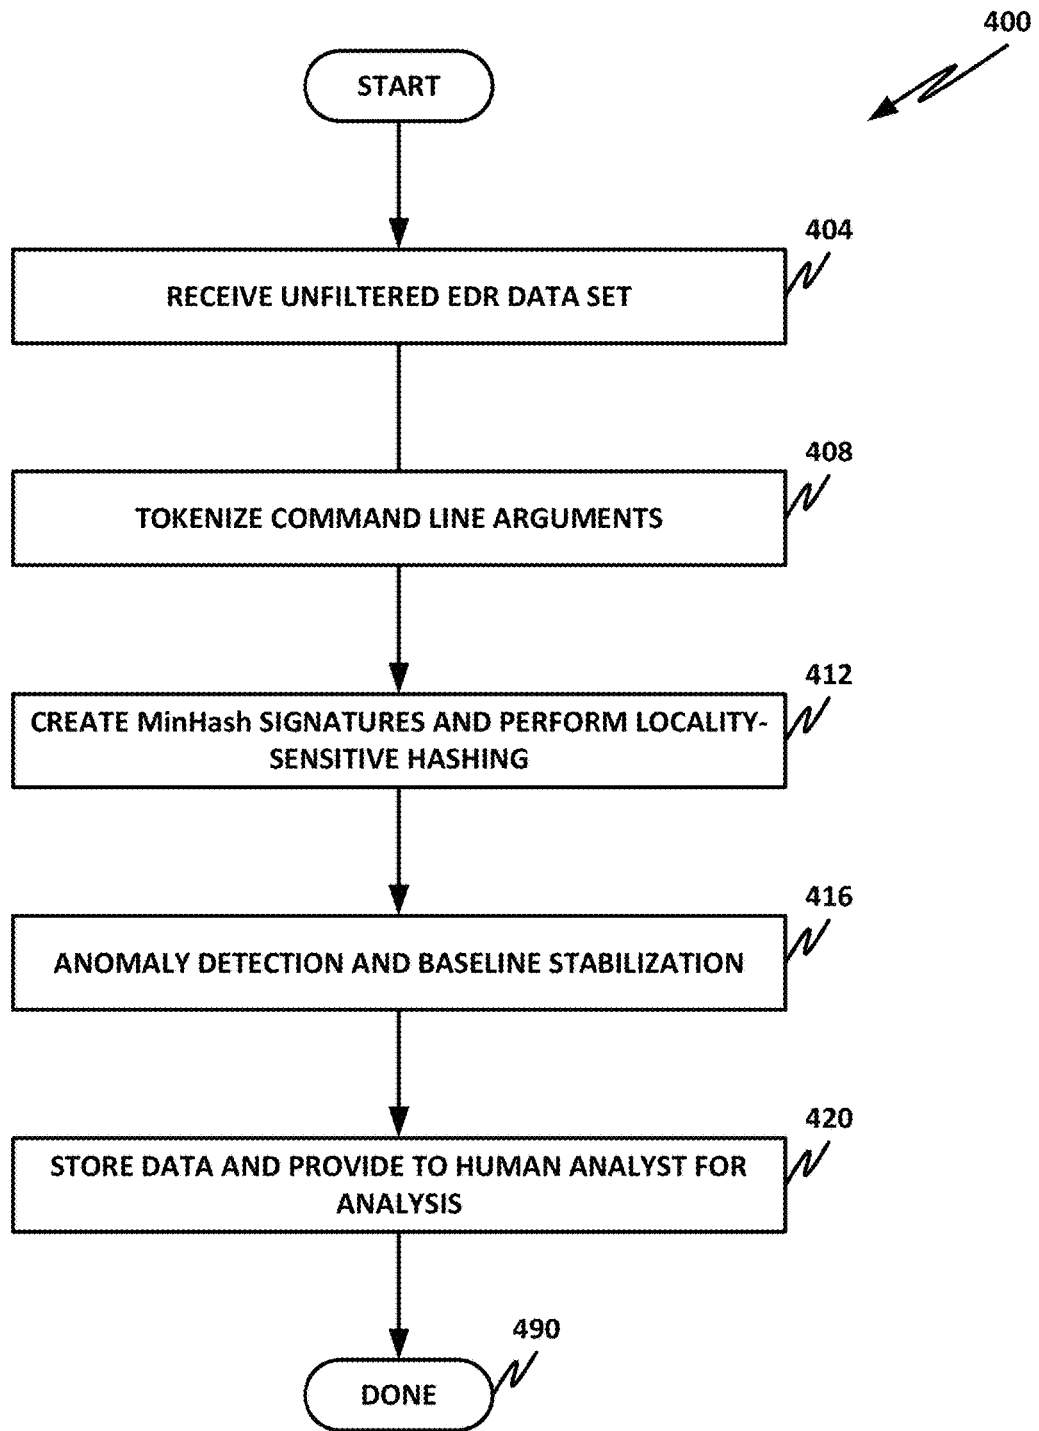 400
START
404
RECEIVE UNFILTERED EDR DATA SET
408
TOKENIZE COMMAND LINE ARGUMENTS
412
CREATE MinHash SIGNATURES AND PERFORM LOCALITY-
SENSITIVE HASHING
416
ANOMALY DETECTION AND BASELINE STABILIZATION
420
STORE DATA AND PROVIDE TO HUMAN ANALYST FOR
ANALYSIS
490
DONE